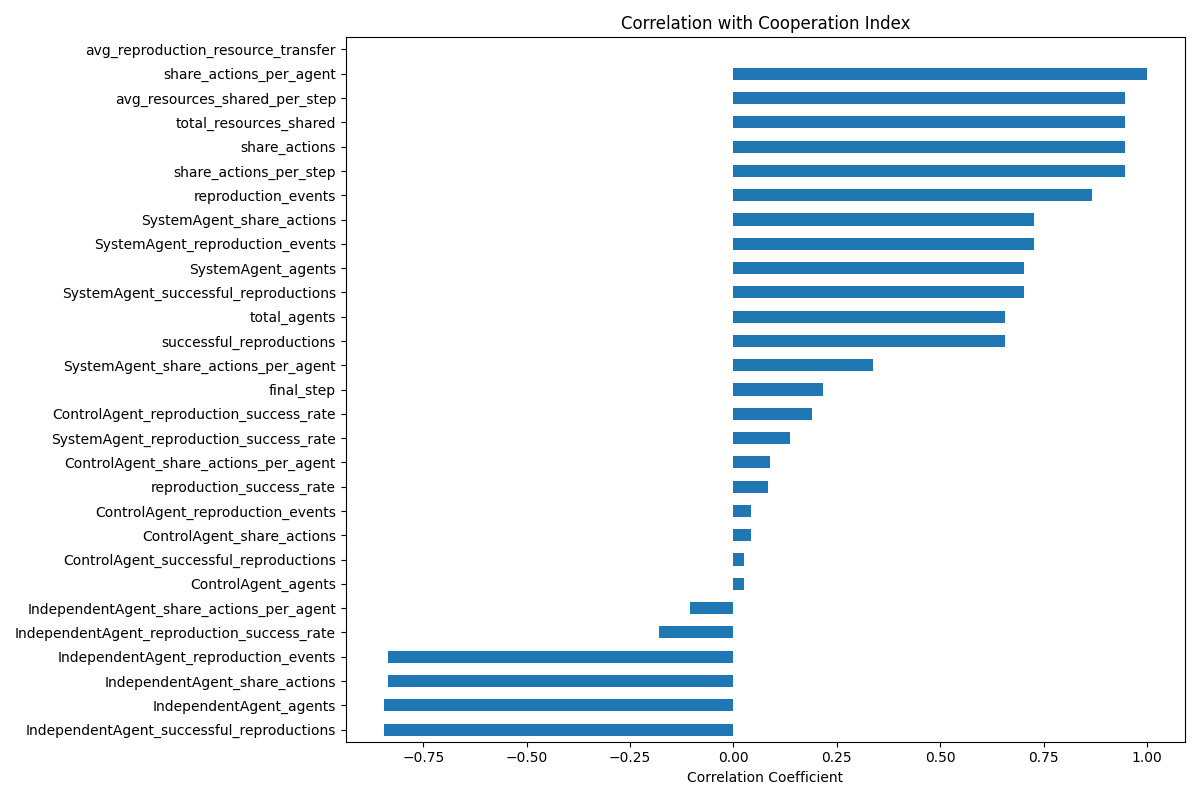 Correlation with Cooperation Index
avg_reproduction_resource_transfer
share_actions_per_agent
avg_resources_shared_per_step
total_resources_shared
share_actions
share_actions_per_step
reproduction_events
SystemAgent_share_actions
SystemAgent_reproduction_events
SystemAgent_agents
SystemAgent_successful_reproductions
total_agents
successful_reproductions
SystemAgent_share_actions_per_agent
final_step
ControlAgent_reproduction_success_rate
SystemAgent_reproduction_success_rate
ControlAgent_share_actions_per_agent
reproduction_success_rate
ControlAgent_reproduction_events
ControlAgent_share_actions
ControlAgent_successful_reproductions
ControlAgent_agents
IndependentAgent_share_actions_per_agent
IndependentAgent_reproduction_success_rate
IndependentAgent_reproduction_events
IndependentAgent_share_actions
IndependentAgent_agents
IndependentAgent_successful_reproductions
−0.75 −0.50 −0.25 0.00 0.25 0.50 0.75 1.00
Correlation Coefficient